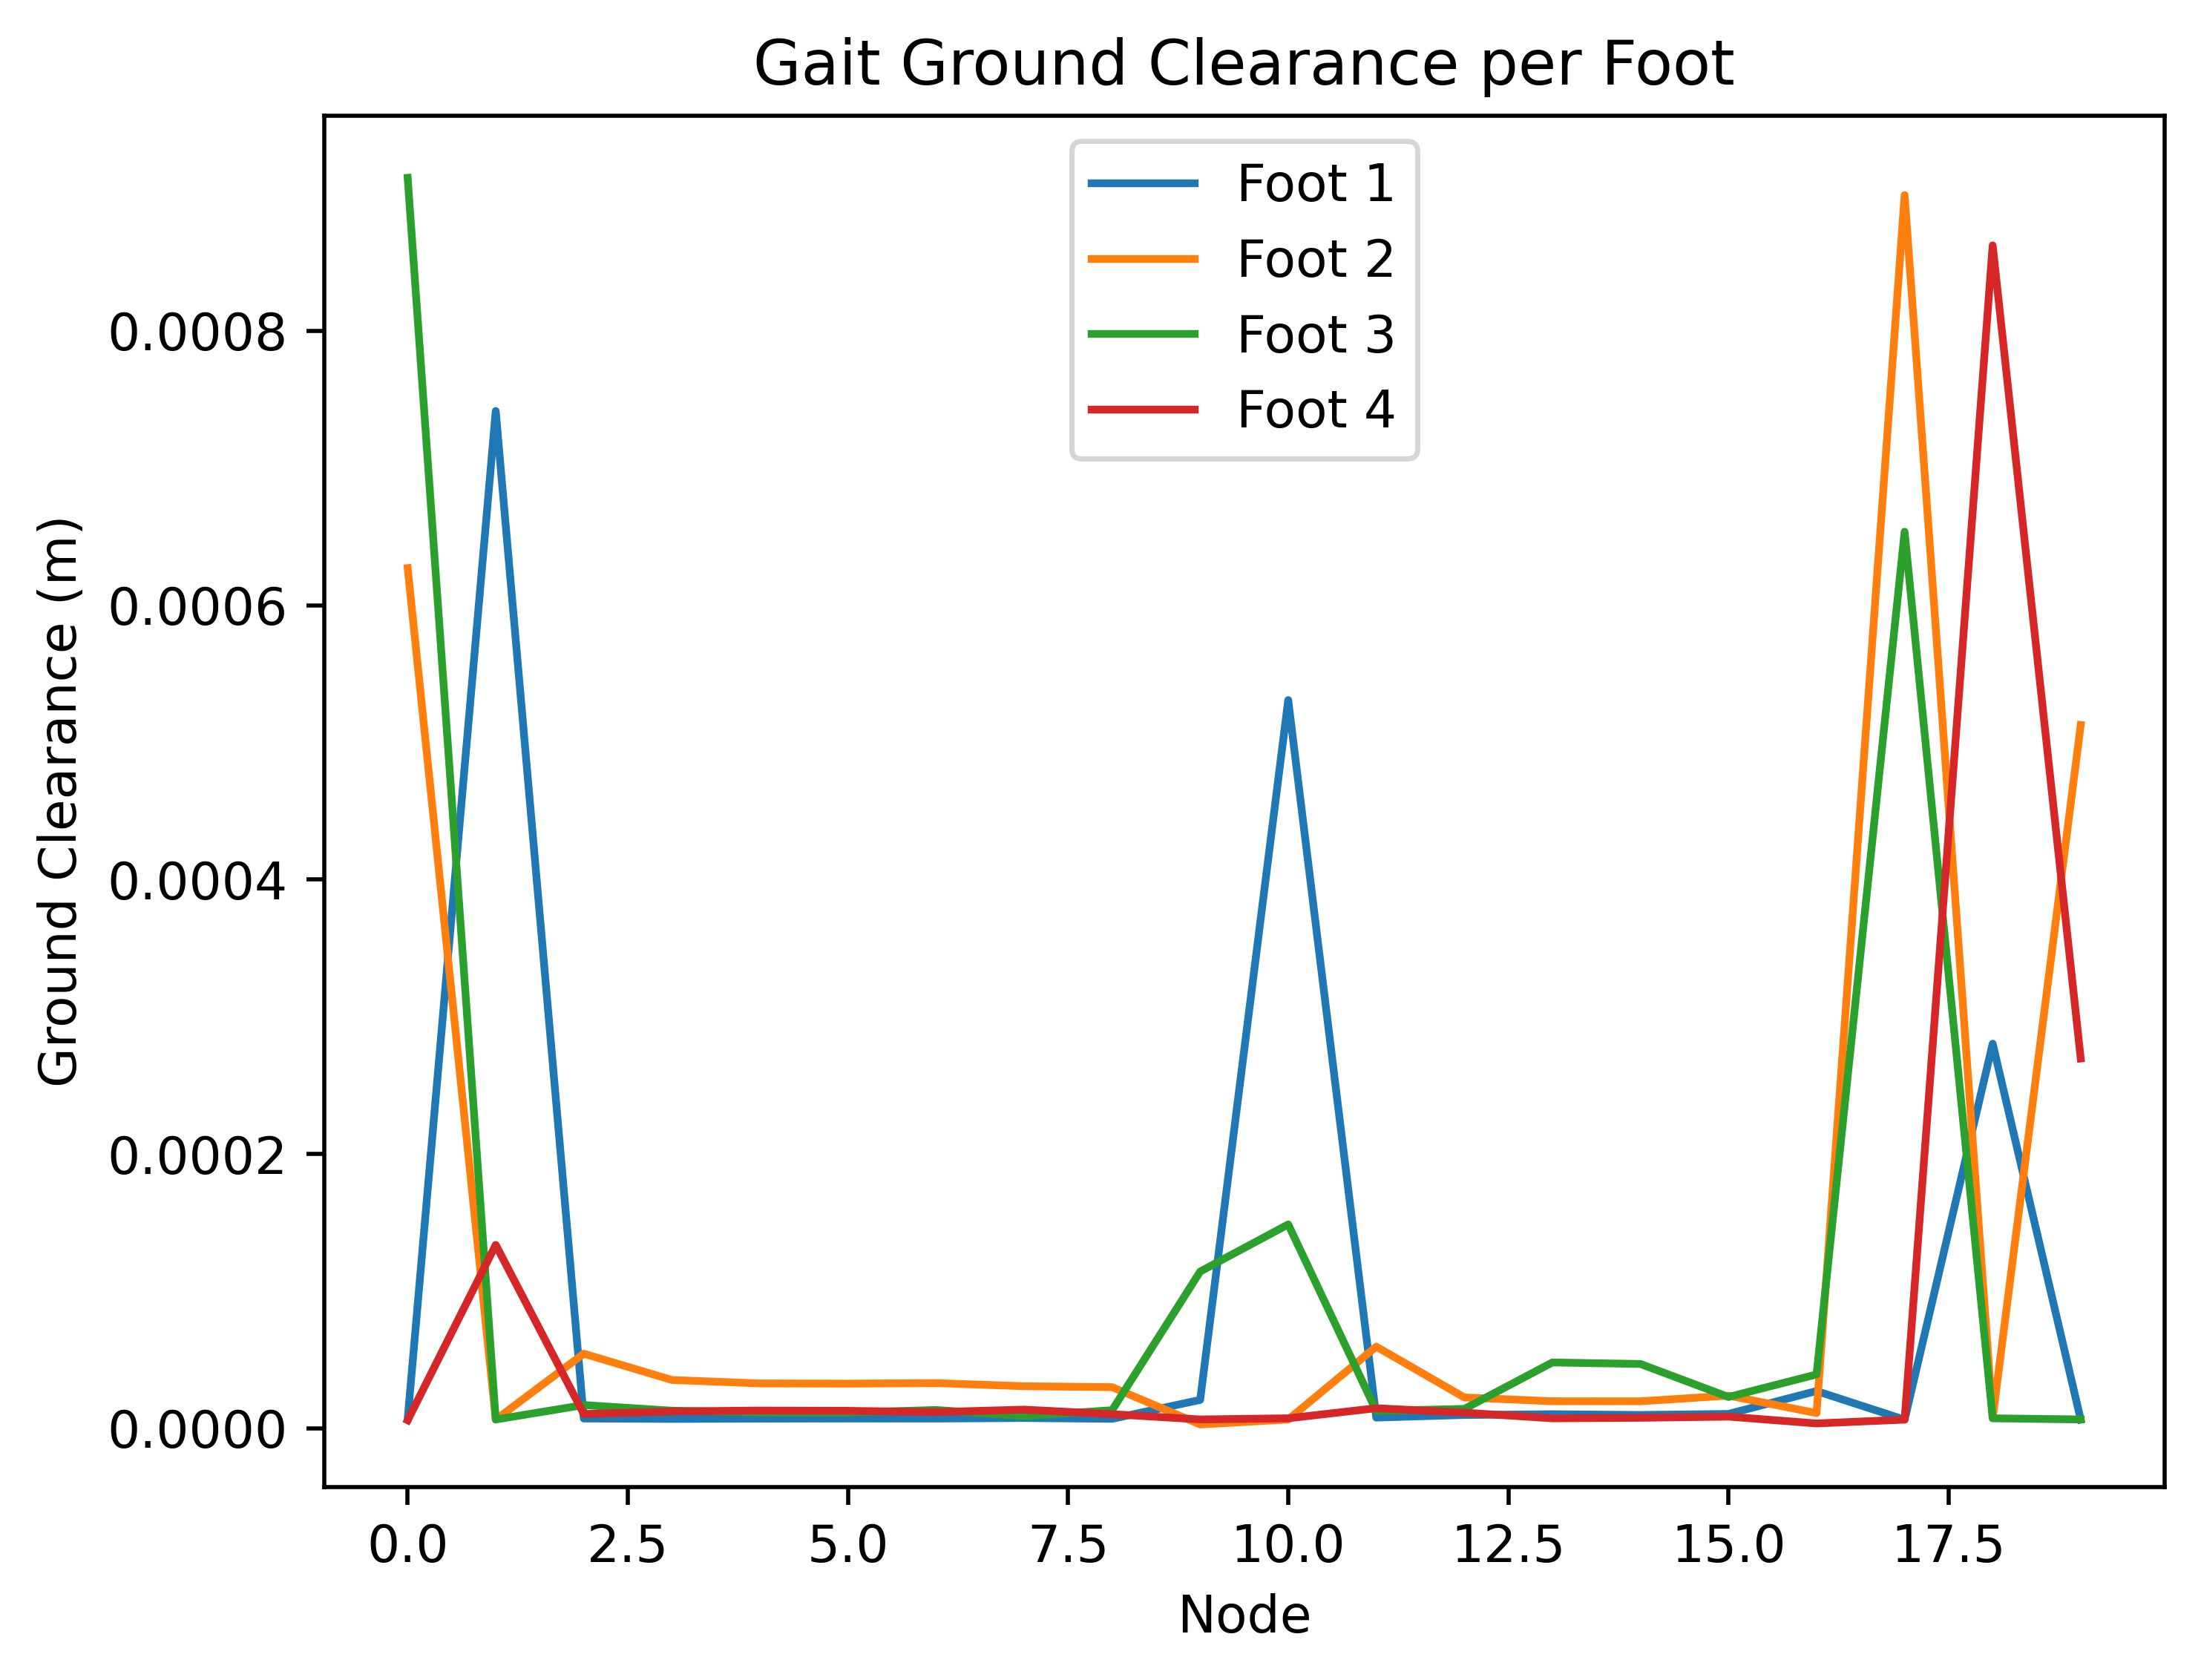 Gait Ground Clearance per Foot
Foot 1
Foot 2
Foot 3
Foot 4
Ground Clearance (m)
0.0008
0.0006
0.0004
0.0002
0.0000
0.0 2.5 5.0 7.5 10.0 12.5 15.0 17.5
Node